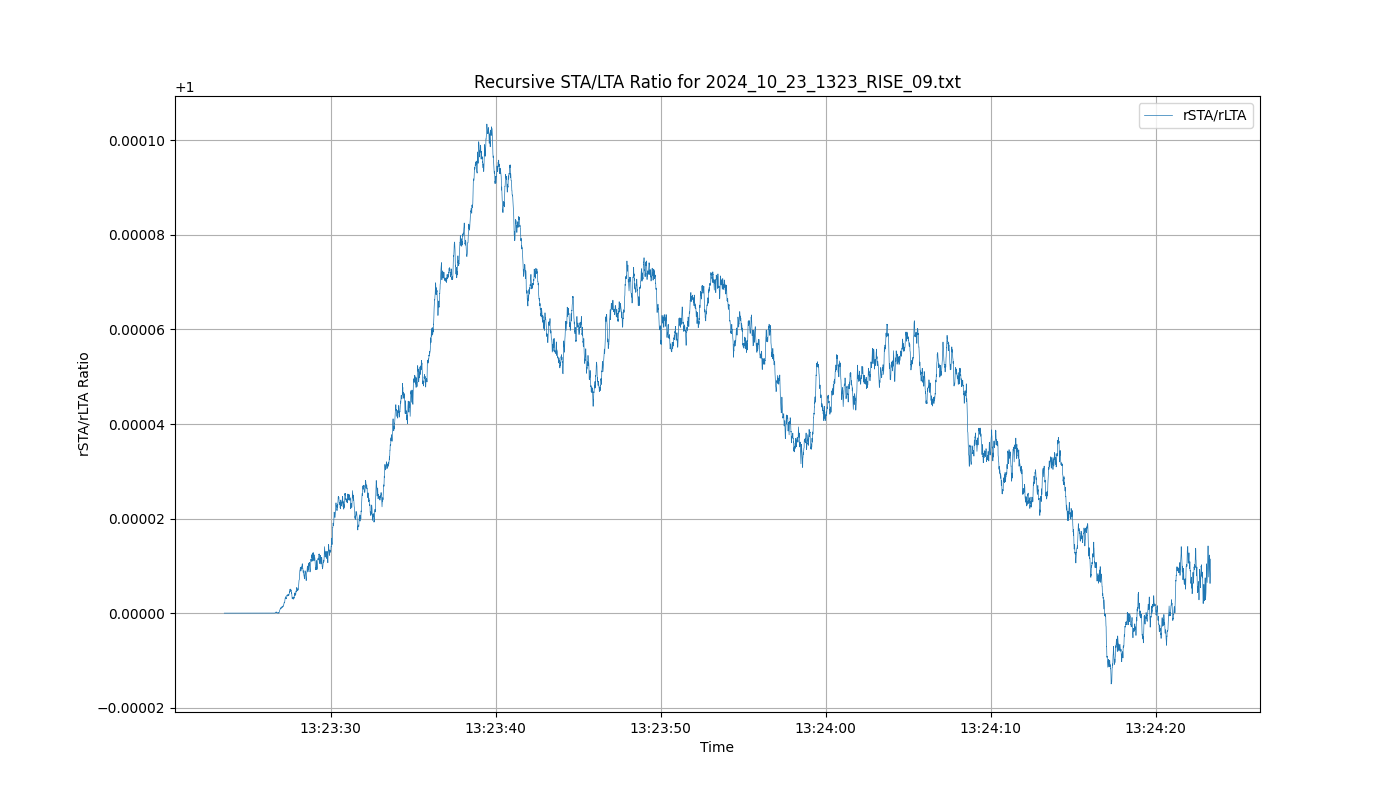 Recursive STA/LTA Ratio for 2024_10_23_1323_RISE_09.txt
+1
rSTA/rLTA
0.00010
0.00008
0.00006
0.00004
0.00002
0.00000
−0.00002
rSTA/rLTA Ratio
13:23:30 13:23:40 13:23:50 13:24:00 13:24:10 13:24:20
Time